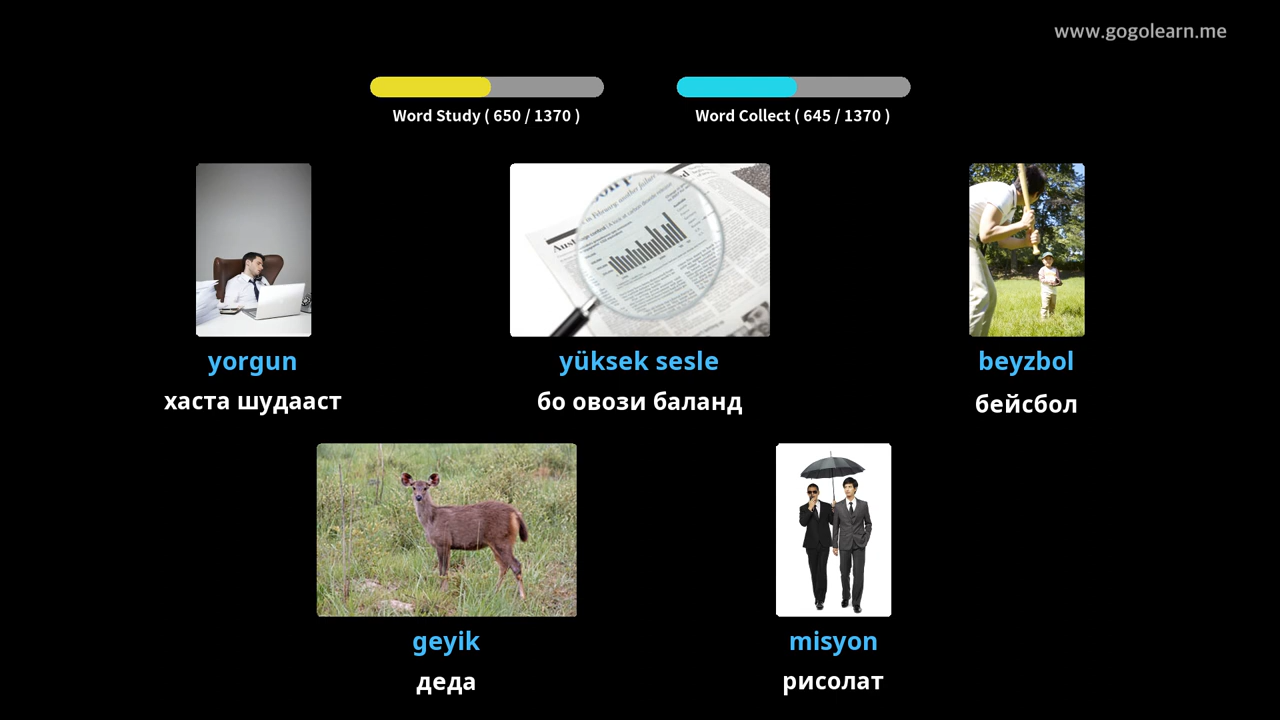 www.gogolearn.me
Word Study ( 650 / 1370 )
Word Collect ( 645 / 1370 )
yorgun
хаста шудааст
yüksek sesle
бо овози баланд
beyzbol
бейсбол
geyik
деда
misyon
рисолат